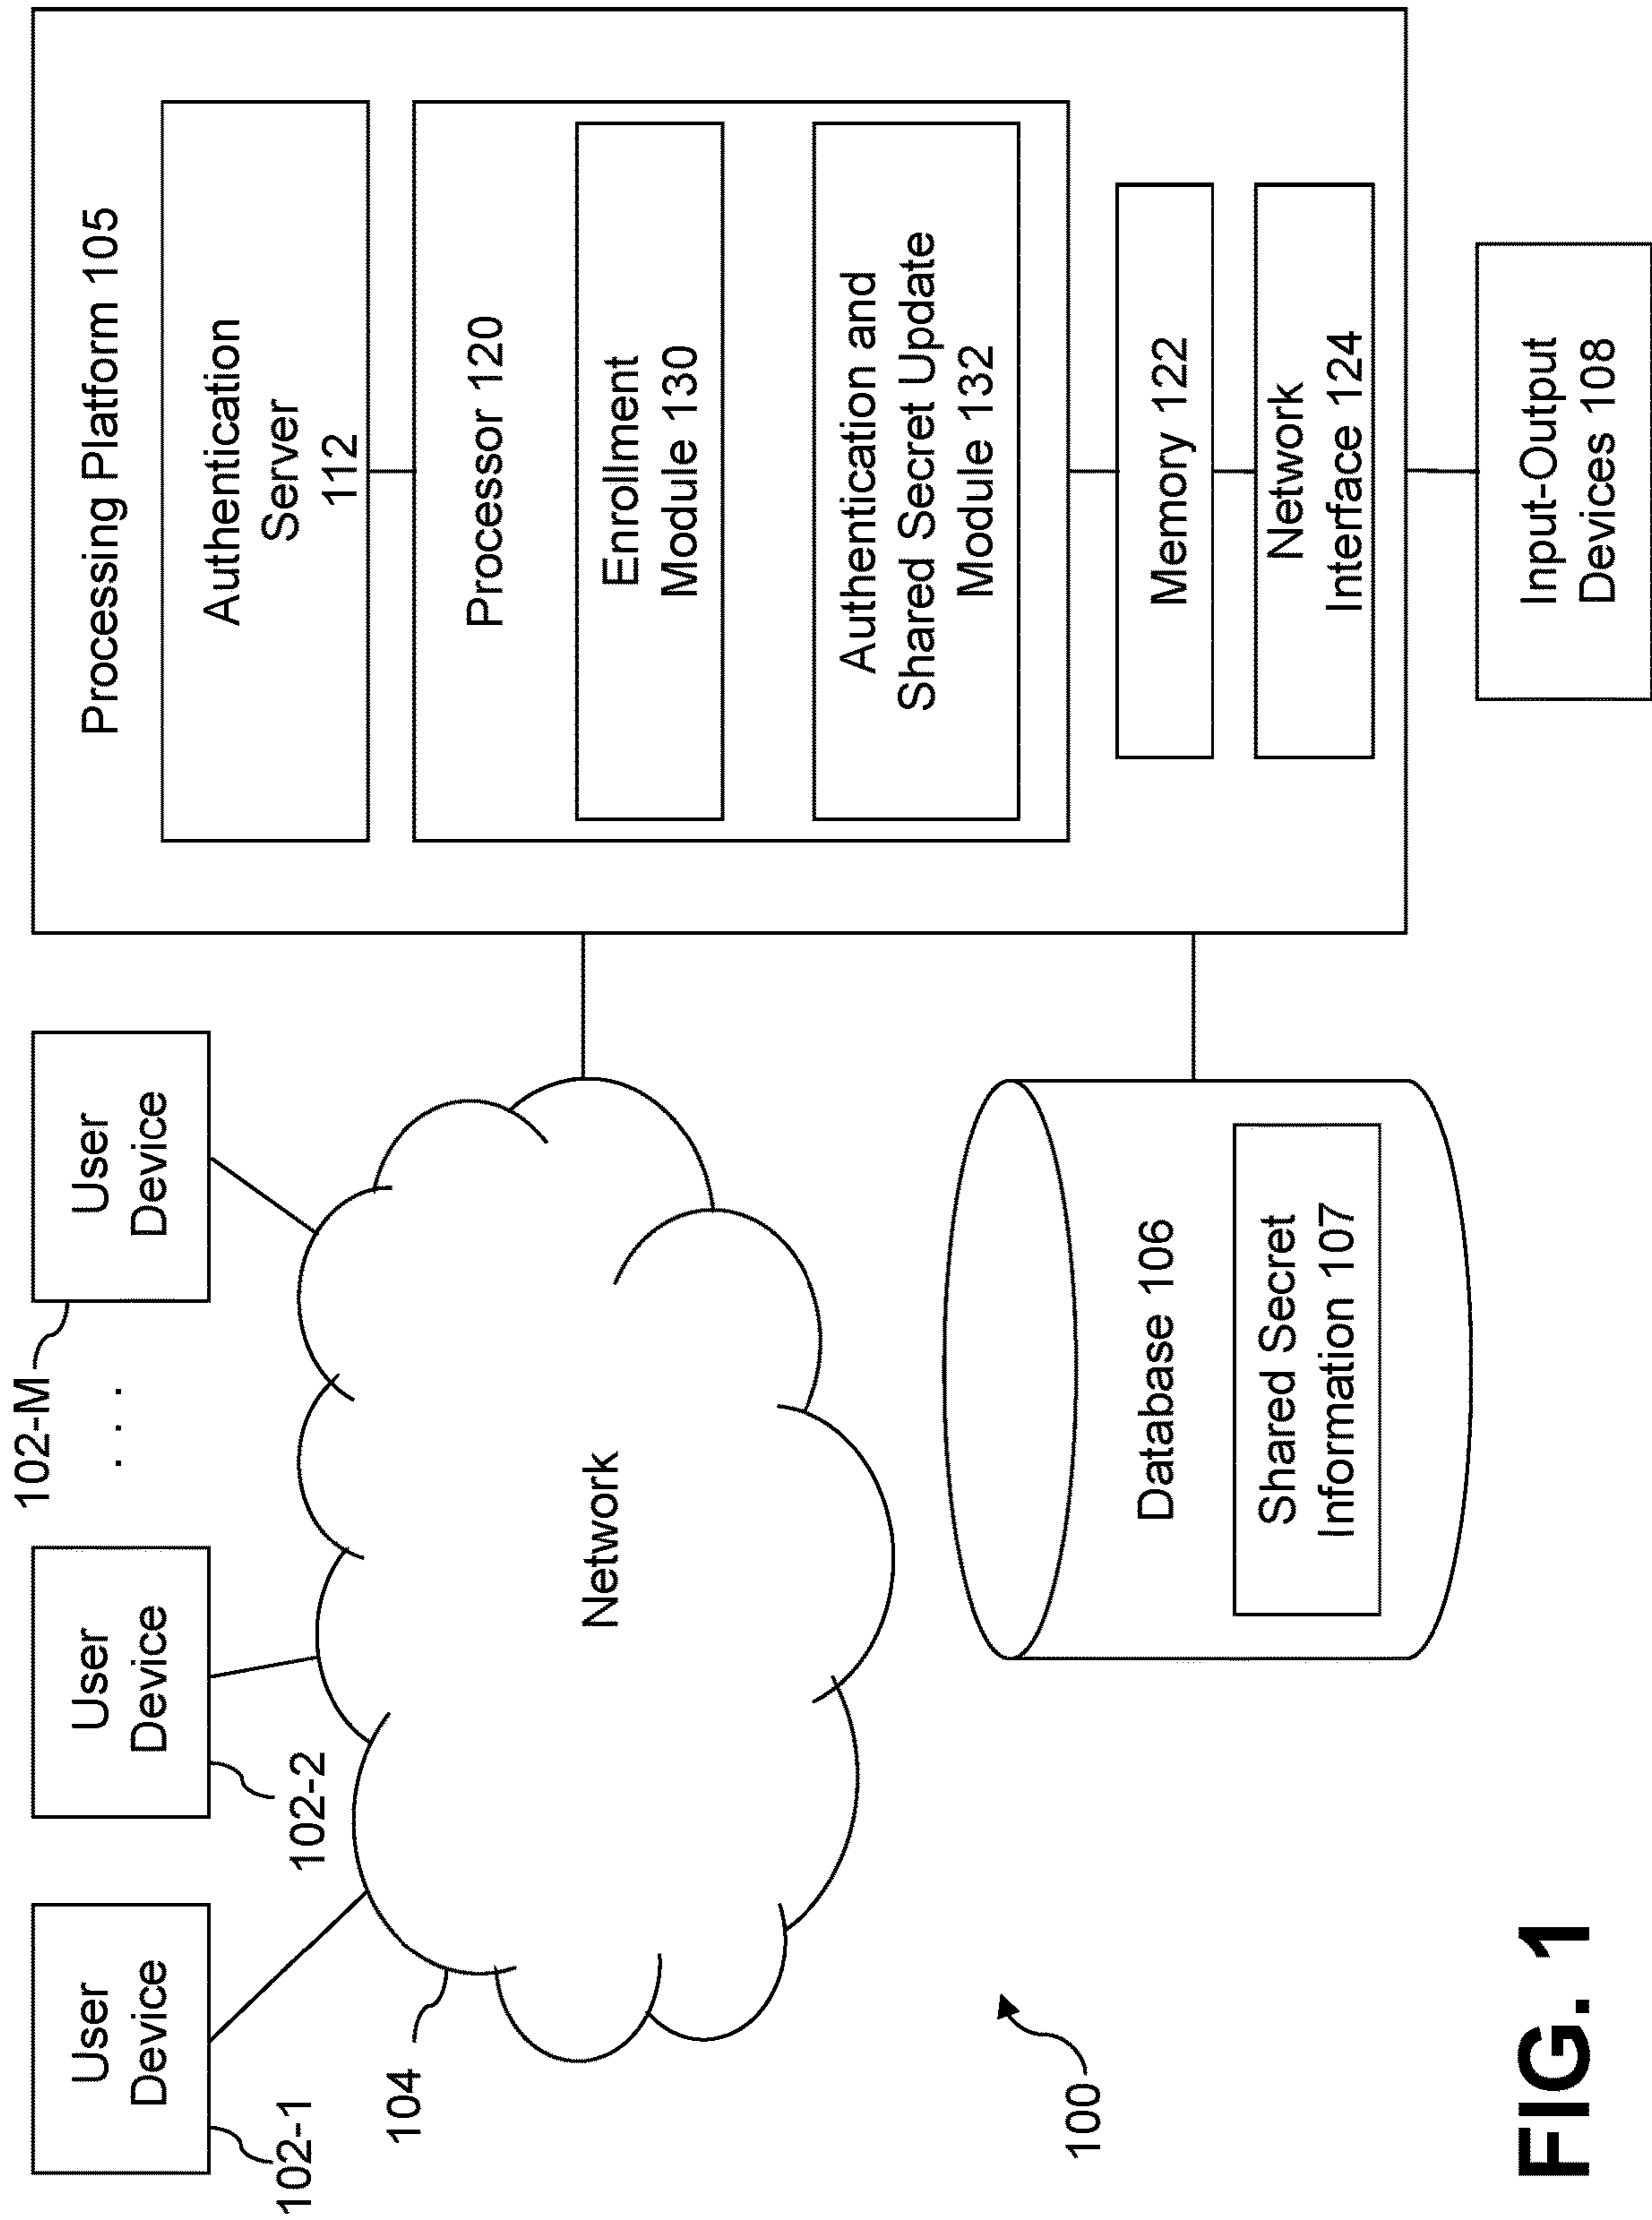 User
Device
102-1
User
Device
102-2
102-M
. . .
User
Device
104
Network
100
Processing Platform 105
Authentication
Server
112
Processor 120
Enrollment
Module 130
Authentication and
Shared Secret Update
Module 132
Memory 122
Network
Interface 124
Database 106
Shared Secret
Information 107
Input-Output
Devices 108
FIG. 1